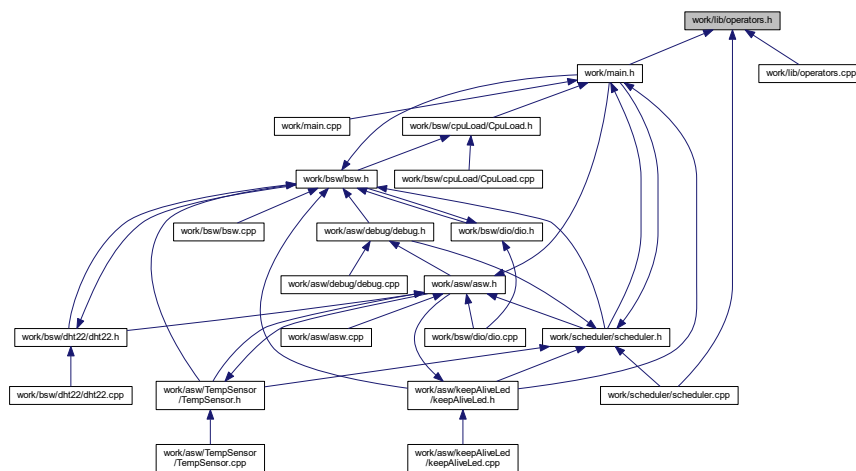 work/lib/operators.h
work/main.h
work/lib/operators.cpp
work/main.cpp
work/bsw/cpuLoad/CpuLoad.h
work/bsw/bsw.h
work/bsw/cpuLoad/CpuLoad.cpp
work/bsw/bsw.cpp
work/asw/debug/debug.h
work/bsw/dio/dio.h
work/asw/debug/debug.cpp
work/asw/asw.h
work/bsw/dht22/dht22.h
work/asw/asw.cpp
work/bsw/dio/dio.cpp
work/scheduler/scheduler.h
work/bsw/dht22/dht22.cpp
work/asw/TempSensor
/TempSensor.h
work/asw/keepAliveLed
/keepAliveLed.h
work/scheduler/scheduler.cpp
work/asw/TempSensor
/TempSensor.cpp
work/asw/keepAliveLed
/keepAliveLed.cpp